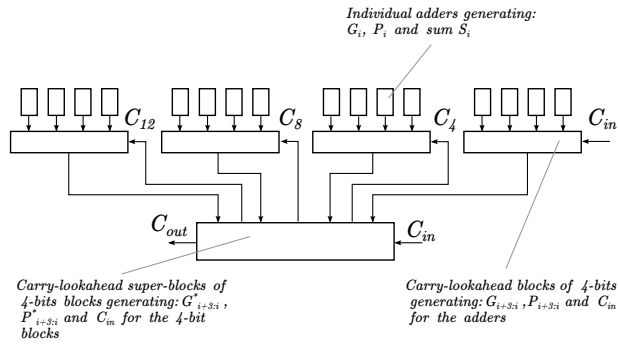 Individual adders generating:
Gi, Pi and sum Si
C12
C8
C4
Cin
Cout
Cin
Carry-lookahead super-blocks of
4-bits blocks generating: G*i+3:i ,
P*i+3:i and Cin for the 4-bit
blocks
Carry-lookahead blocks of 4-bits
generating: Gi+3:i ,Pi+3:i and Cin
for the adders